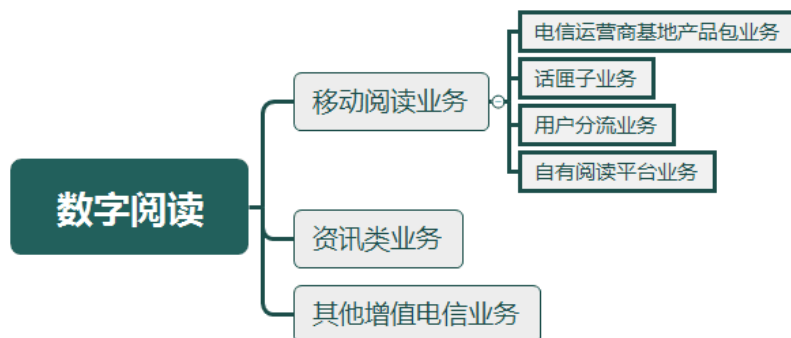 数字阅读
移动阅读业务
电信运营商基地产品包业务
话匣子业务
用户分流业务
自有阅读平台业务
资讯类业务
其他增值电信业务